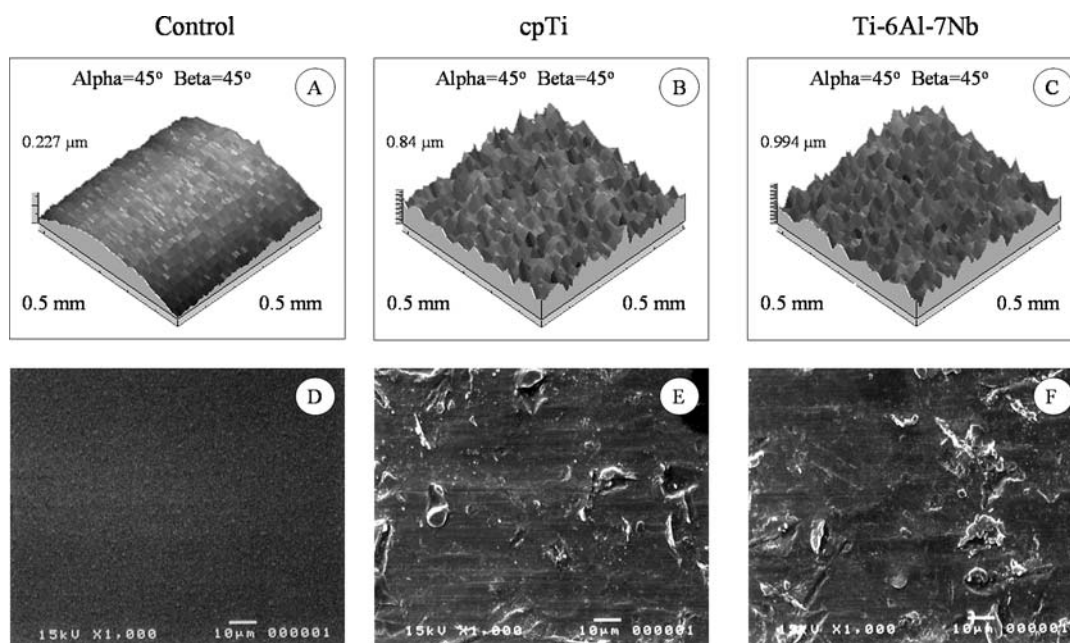 Control
cpTi
Ti-6Al-7Nb
Alpha=45° Beta=45°
A
0.227 µm
0.5 mm
0.5 mm
Alpha=45° Beta=45°
B
0.84 µm
0.5 mm
0.5 mm
Alpha=45° Beta=45°
C
0.994 µm
0.5 mm
0.5 mm
D
15kV X1,000 10µm 000001
E
15kV X1,000 10µm 000001
F
15kV X1,000 10µm 000001